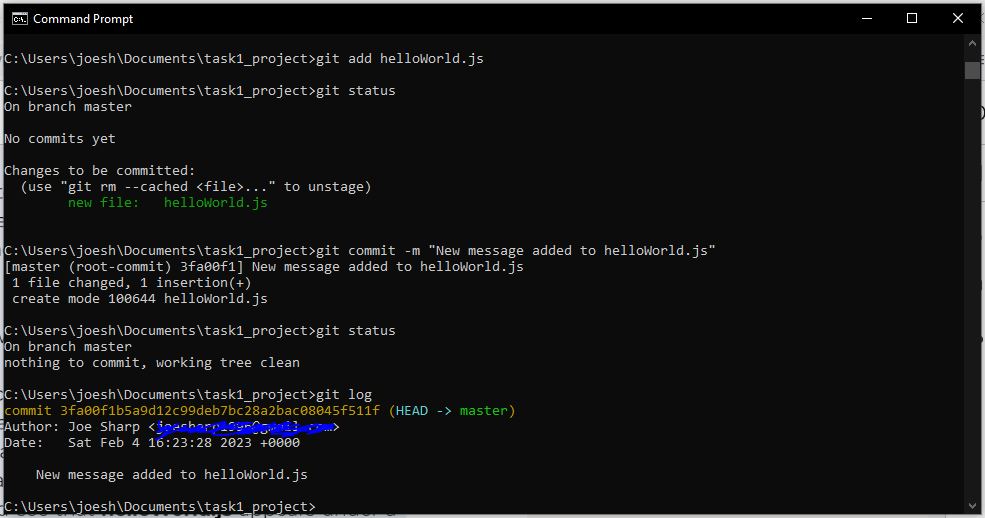 Command Prompt
C:\Users\joesh\Documents\task1_project>git add helloWorld.js
C:\Users\joesh\Documents\task1_project>git status
On branch master
No commits yet
Changes to be committed:
  (use "git rm --cached <file>..." to unstage)
        new file:   helloWorld.js
C:\Users\joesh\Documents\task1_project>git commit -m "New message added to helloWorld.js"
[master (root-commit) 3fa00f1] New message added to helloWorld.js
 1 file changed, 1 insertion(+)
 create mode 100644 helloWorld.js
C:\Users\joesh\Documents\task1_project>git status
On branch master
nothing to commit, working tree clean
C:\Users\joesh\Documents\task1_project>git log
commit 3fa00f1b5a9d12c99deb7bc28a2bac08045f511f (HEAD -> master)
Author: Joe Sharp <>
Date:   Sat Feb 4 16:23:28 2023 +0000
    New message added to helloWorld.js
C:\Users\joesh\Documents\task1_project>